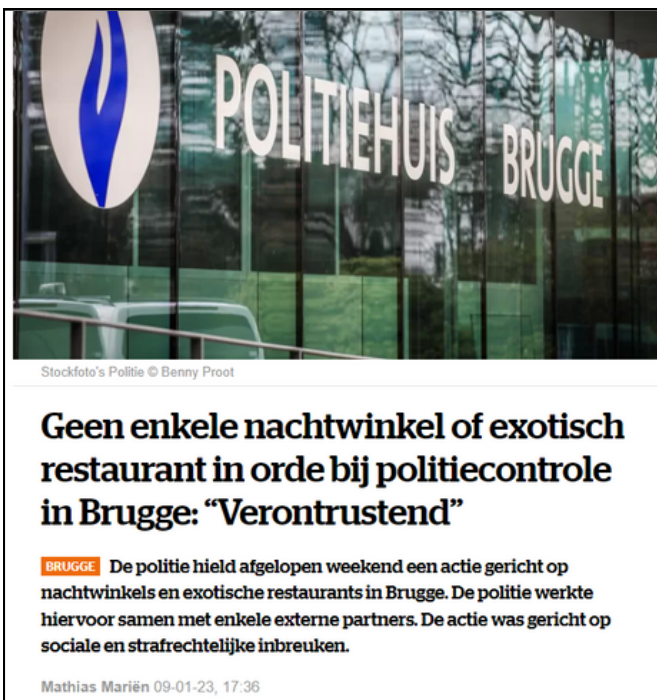 POLITIEHUIS BRUGGE
Stockfoto's Politie © Benny Proot
Geen enkele nachtwinkel of exotisch
restaurant in orde bij politiecontrole
in Brugge: “Verontrustend”
BRUGGE De politie hield afgelopen weekend een actie gericht op
nachtwinkels en exotische restaurants in Brugge. De politie werkte
hiervoor samen met enkele externe partners. De actie was gericht op
sociale en strafrechtelijke inbreuken.
Mathias Mariën 09-01-23, 17:36